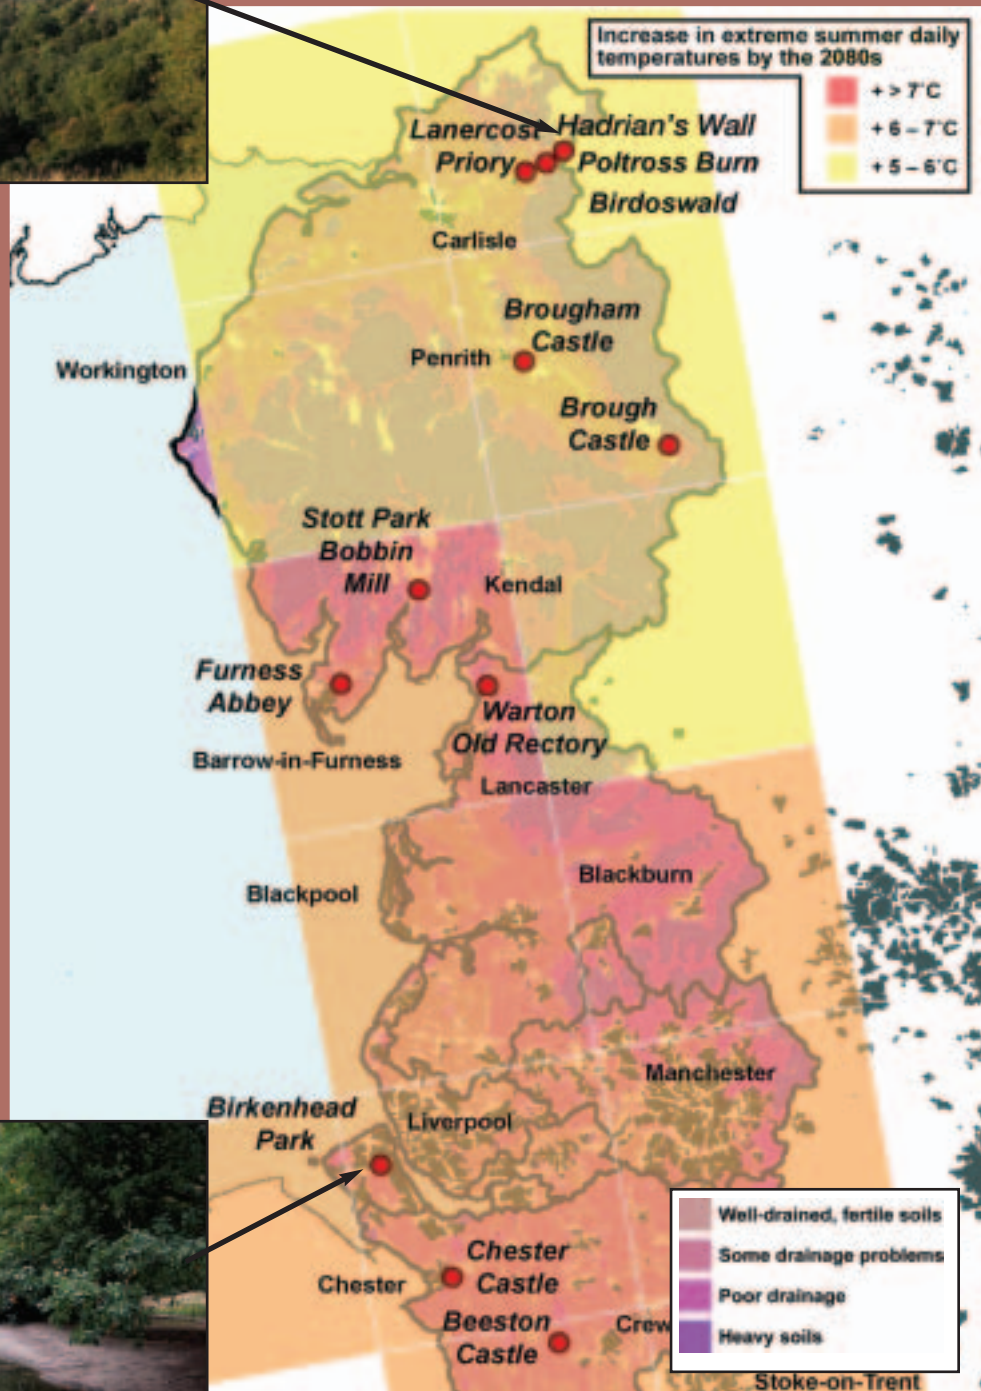 Increase in extreme summer daily
temperatures by the 2080s
+ > 7°C
+ 6 – 7°C
+ 5 – 6°C
Lanercost
Priory
Hadrian's Wall
Poltross Burn
Birdoswald
Carlisle
Brougham
Castle
Penrith
Workington
Brough
Castle
Stott Park
Bobbin
Mill
Kendal
Furness
Abbey
Warton
Old Rectory
Barrow-in-Furness
Lancaster
Blackburn
Blackpool
Manchester
Birkenhead
Park
Liverpool
Chester
Castle
Chester
Beeston
Castle
Crew
Well-drained, fertile soils
Some drainage problems
Poor drainage
Heavy soils
Stoke-on-Trent